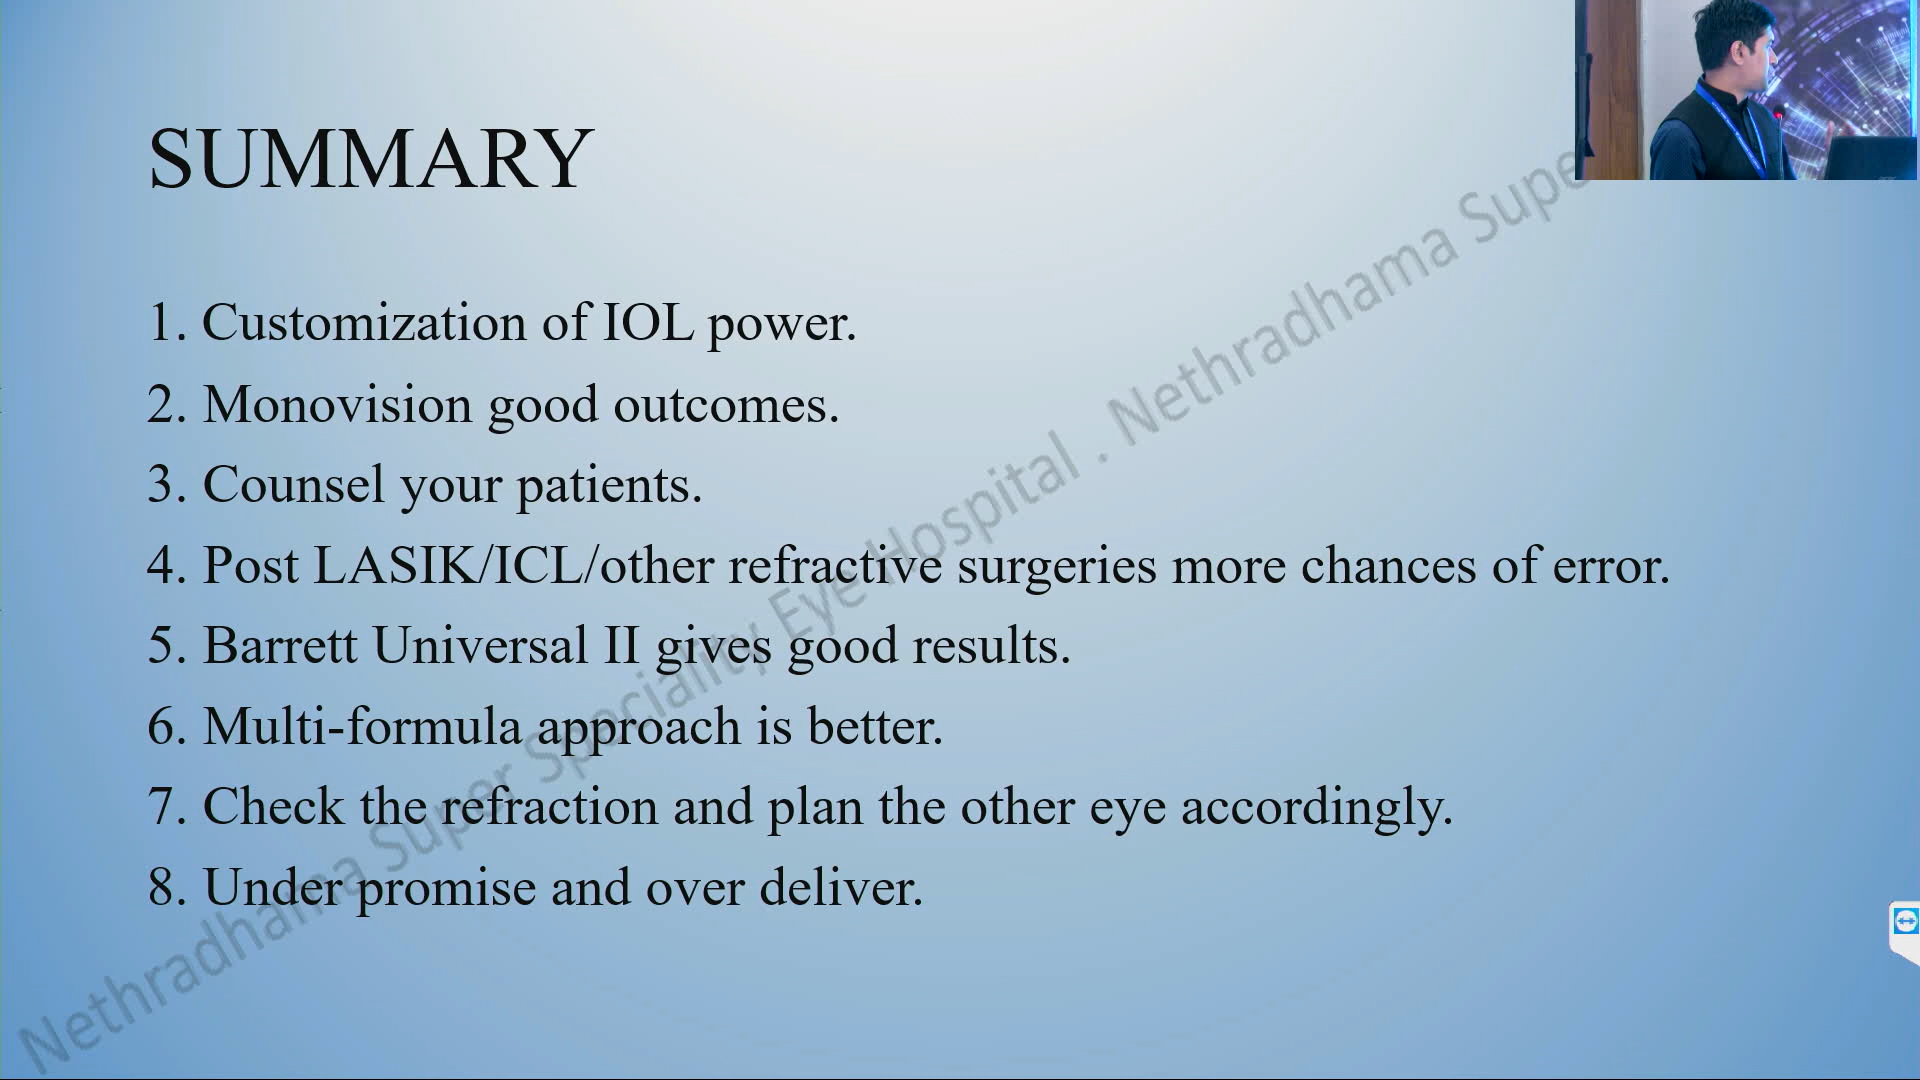 SUMMARY
1. Customization of IOL power.
2. Monovision good outcomes.
3. Counsel your patients.
4. Post LASIK/ICL/other refractive surgeries more chances of error.
5. Barrett Universal II gives good results.
6. Multi-formula approach is better.
7. Check the refraction and plan the other eye accordingly.
8. Under promise and over deliver.
Nethradhama Super Speciality Eye Hospital . Nethradhama Supe